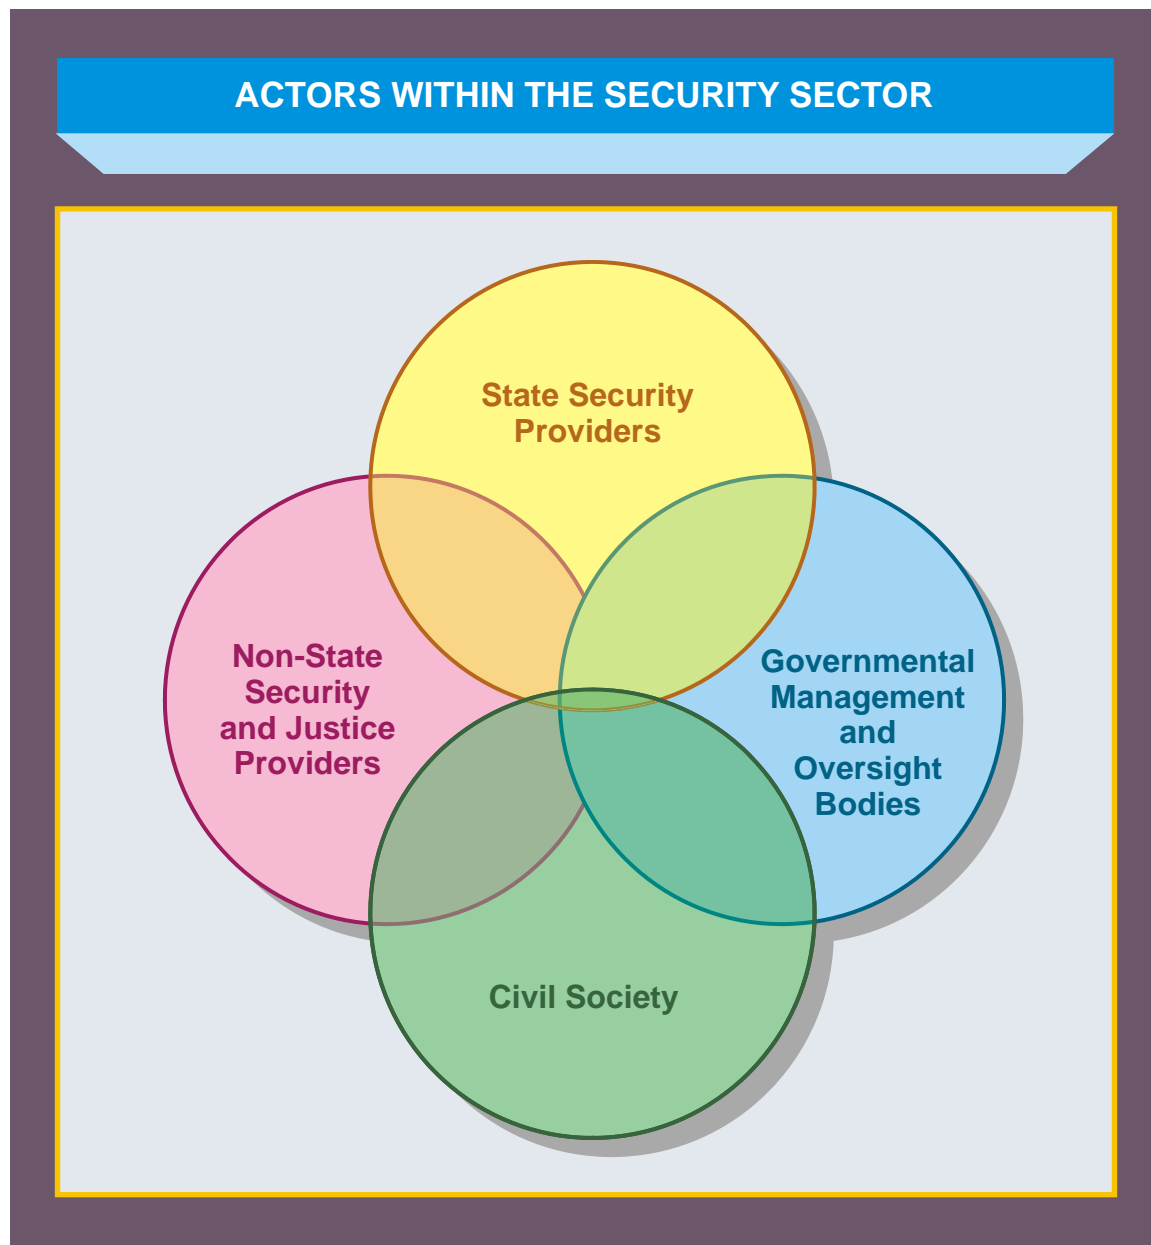 ACTORS WITHIN THE SECURITY SECTOR
State Security
Providers
Non-State
Security
and Justice
Providers
Governmental
Management
and
Oversight
Bodies
Civil Society